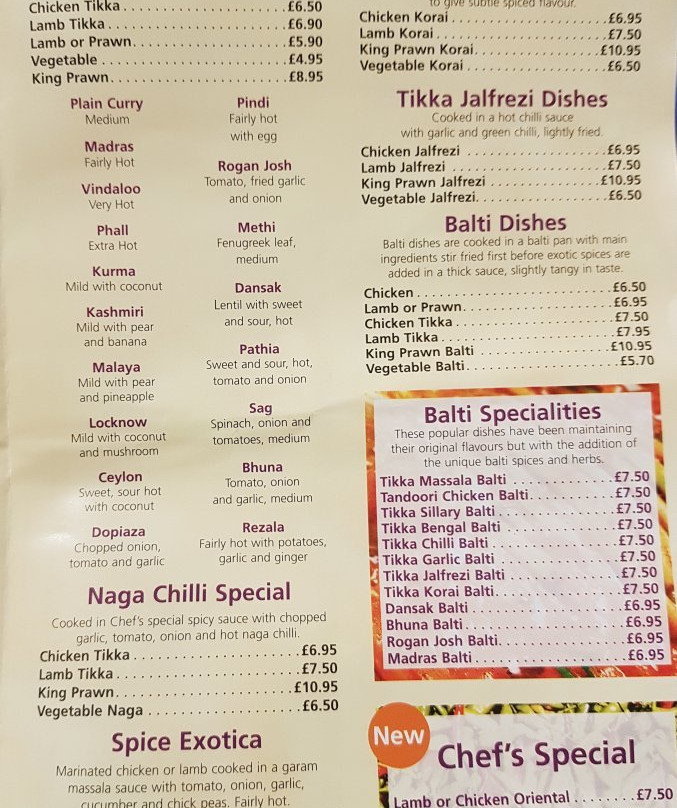 Chicken Tikka.......................£6.50
Lamb Tikka.......................£6.90
Lamb or Prawn.......................£5.90
Vegetable.......................£4.95
King Prawn.......................£8.95
Plain Curry
Medium
Madras
Fairly Hot
Vindaloo
Very Hot
Phall
Extra Hot
Kurma
Mild with coconut
Kashmiri
Mild with pear
and banana
Malaya
Mild with pear
and pineapple
Locknow
Mild with coconut
and mushroom
Ceylon
Sweet, sour hot
with coconut
Dopiaza
Chopped onion,
tomato and garlic
Pindi
Fairly hot
with egg
Rogan Josh
Tomato, fried garlic
and onion
Methi
Fenugreek leaf,
medium
Dansak
Lentil with sweet
and sour, hot
Pathia
Sweet and sour, hot,
tomato and onion
Sag
Spinach, onion and
tomatoes, medium
Bhuna
Tomato, onion
and garlic, medium
Rezala
Fairly hot with potatoes,
garlic and ginger
Naga Chilli Special
Cooked in Chef's special spicy sauce with chopped
garlic, tomato, onion and hot naga chilli.
Chicken Tikka.......................£6.95
Lamb Tikka.......................£7.50
King Prawn.......................£10.95
Vegetable Naga.......................£6.50
Spice Exotica
Marinated chicken or lamb cooked in a garam
massala sauce with tomato, onion, garlic,
cucumber and chick peas. Fairly hot.
to give subtle spiced flavour.
Chicken Korai.......................£6.95
Lamb Korai.......................£7.50
King Prawn Korai.......................£10.95
Vegetable Korai.......................£6.50
Tikka Jalfrezi Dishes
Cooked in a hot chilli sauce
with garlic and green chilli, lightly fried.
Chicken Jalfrezi.......................£6.95
Lamb Jalfrezi.......................£7.50
King Prawn Jalfrezi.......................£10.95
Vegetable Jalfrezi.......................£6.50
Balti Dishes
Balti dishes are cooked in a balti pan with main
ingredients stir fried first before exotic spices are
added in a thick sauce, slightly tangy in taste.
Chicken.......................£6.50
Lamb or Prawn.......................£6.95
Chicken Tikka.......................£7.50
Lamb Tikka.......................£7.95
King Prawn Balti.......................£10.95
Vegetable Balti.......................£5.70
Balti Specialities
These popular dishes have been maintaining
their original flavours but with the addition of
the unique balti spices and herbs.
Tikka Massala Balti.......................£7.50
Tandoori Chicken Balti.......................£7.50
Tikka Sillary Balti.......................£7.50
Tikka Bengal Balti.......................£7.50
Tikka Chilli Balti.......................£7.50
Tikka Garlic Balti.......................£7.50
Tikka Jalfrezi Balti.......................£7.50
Tikka Korai Balti.......................£7.50
Dansak Balti.......................£6.95
Bhuna Balti.......................£6.95
Rogan Josh Balti.......................£6.95
Madras Balti.......................£6.95
New
Chef's Special
Lamb or Chicken Oriental.......................£7.50